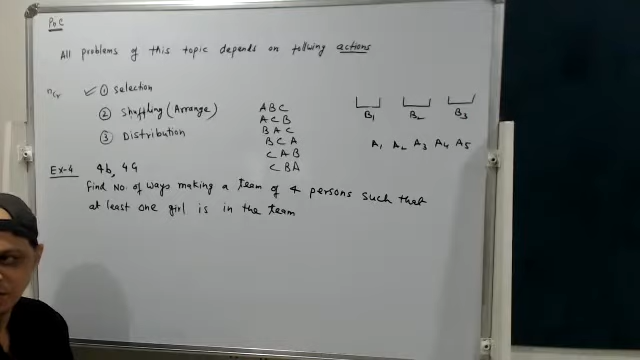 PnC
All problems of this topic depends on following actions
nCr ✓ ① Selection
② Shuffling (Arrange)
③ Distribution
ABC
ACB
BAC
BCA
CAB
CBA
B1 B2 B3
A1 A2 A3 A4 A5
Ex-4 4b, 4G
Find No. of ways making a team of 4 persons such that
at least one girl is in the team